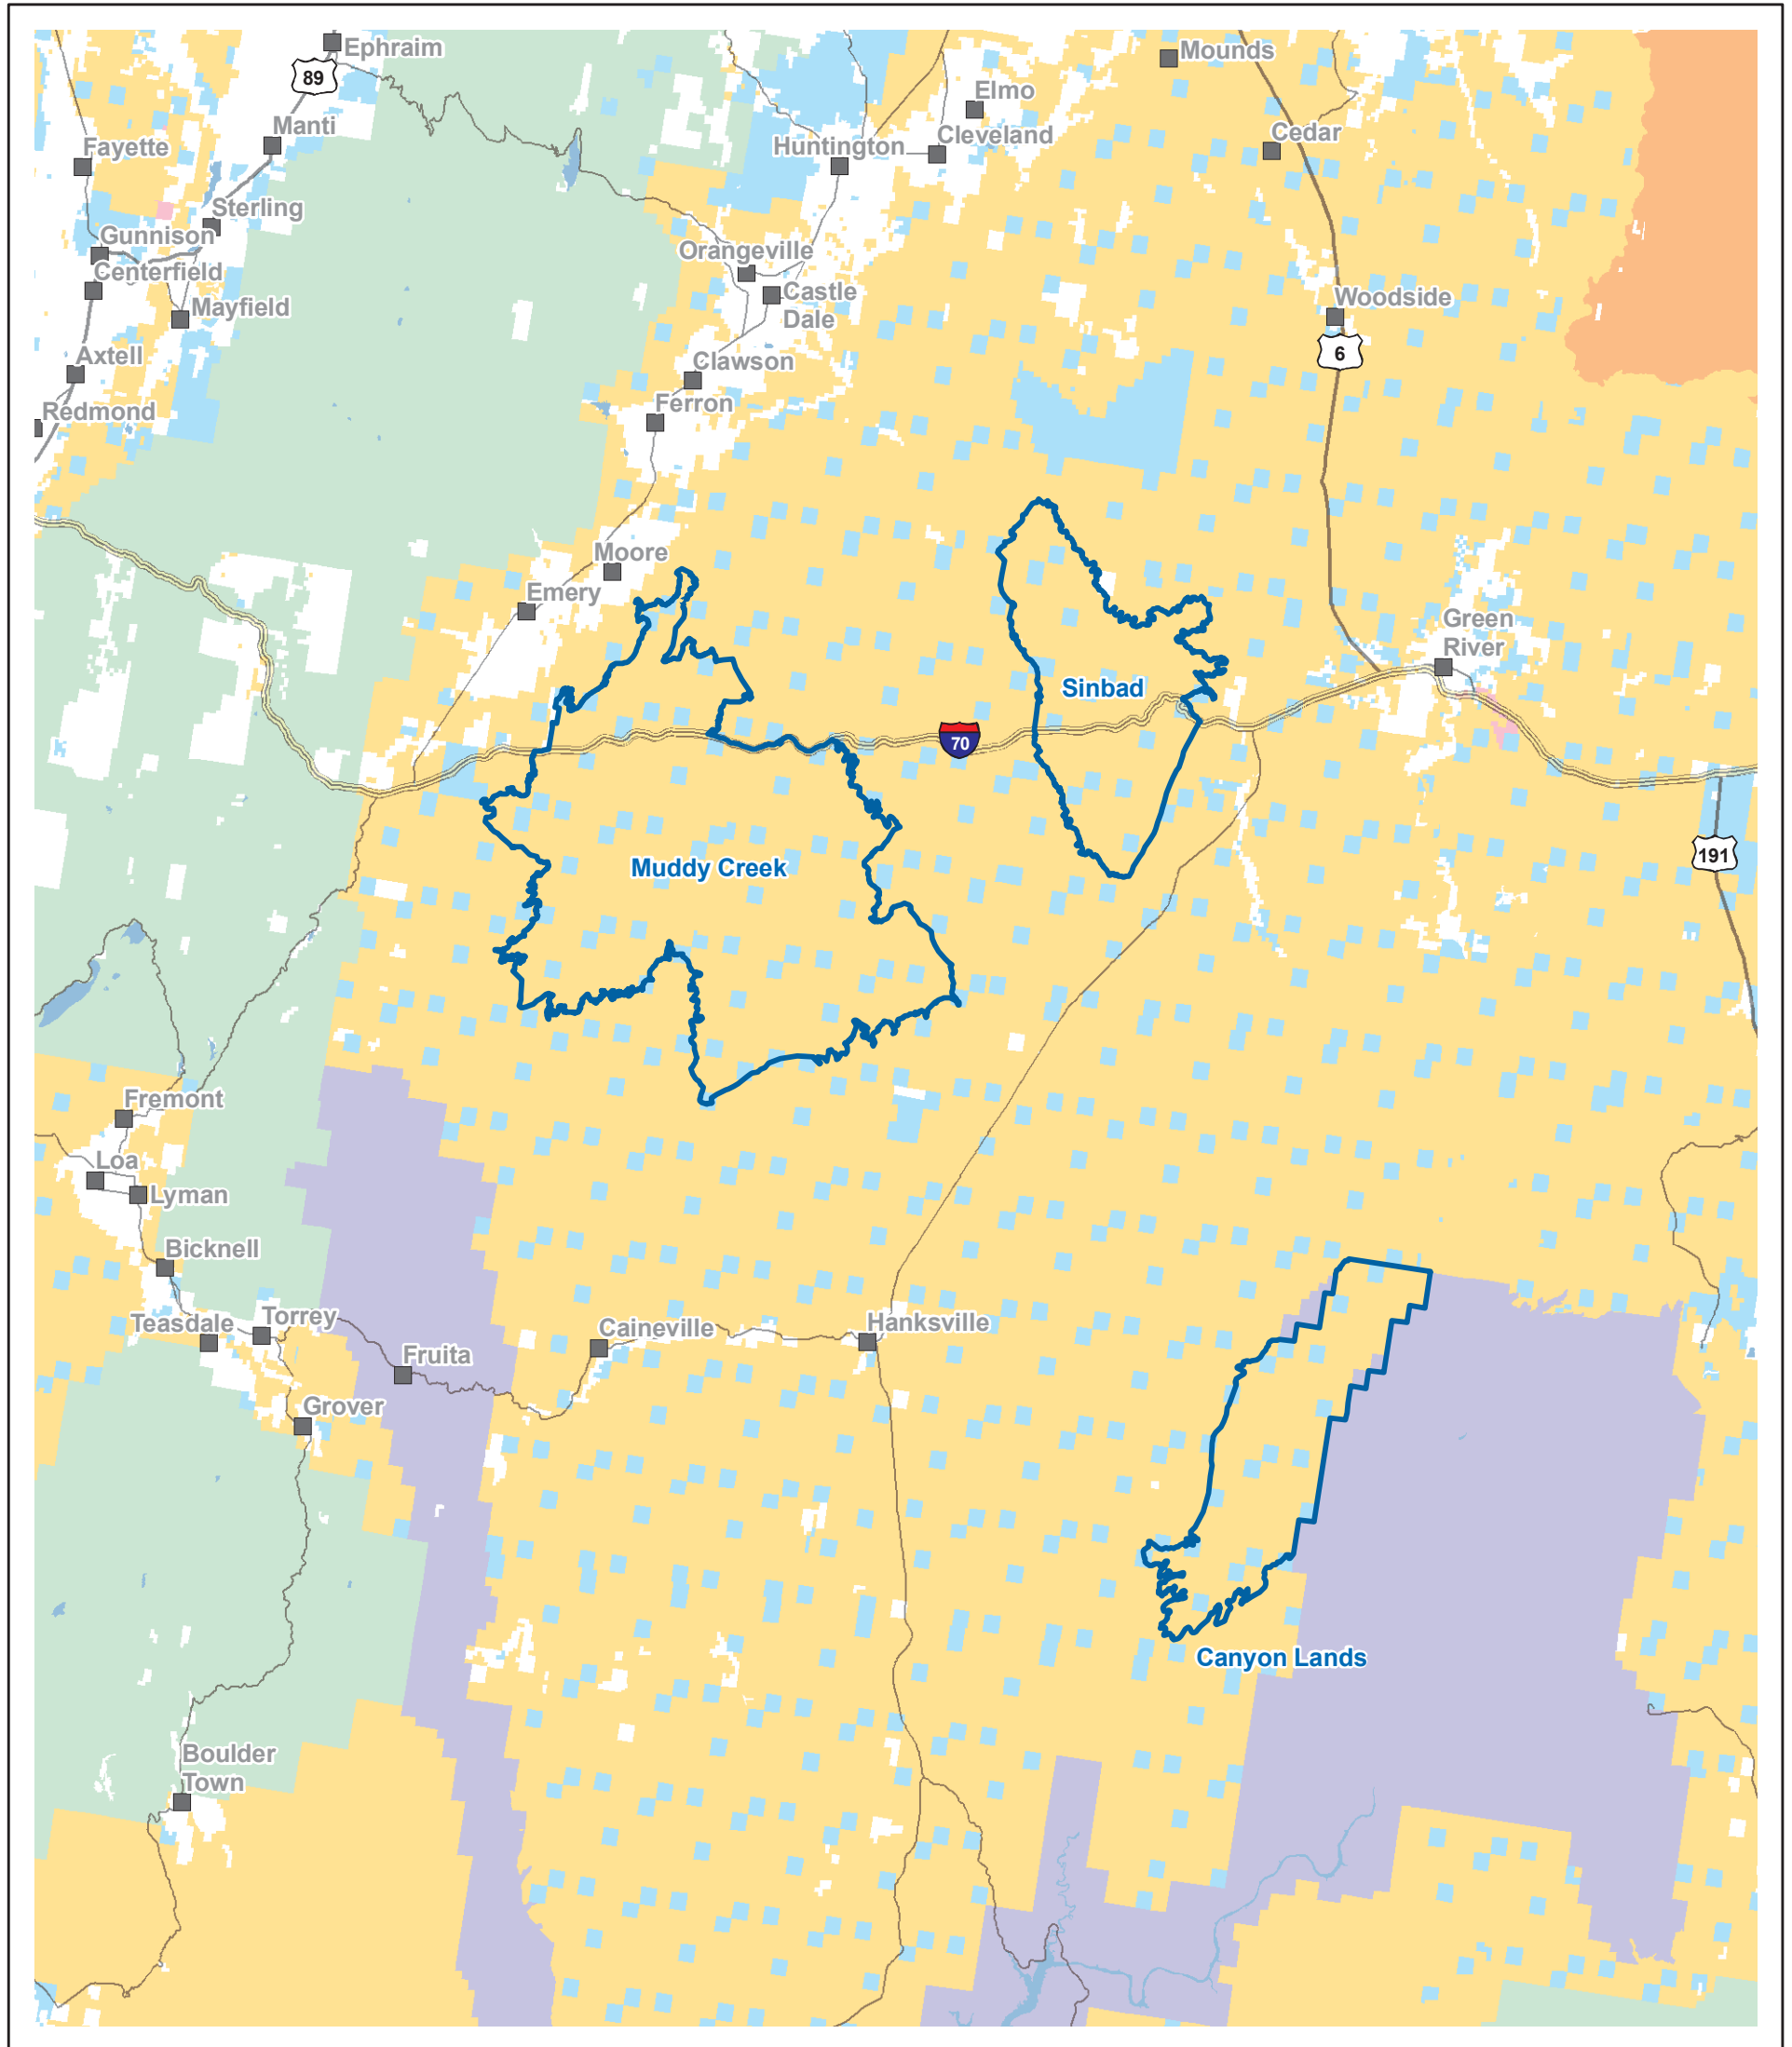 Ephraim
Mounds
89
Elmo
Manti
Cleveland
Cedar
Fayette
Huntington
Sterling
Gunnison
Orangeville
Centerfield
Castle
Dale
Mayfield
Woodside
Axtell
6
Clawson
Redmond
Ferron
Moore
Emery
Green
River
Sinbad
70
191
Muddy Creek
Fremont
Loa
Lyman
Bicknell
Teasdale
Torrey
Caineville
Hanksville
Fruita
Grover
Canyon Lands
Boulder
Town